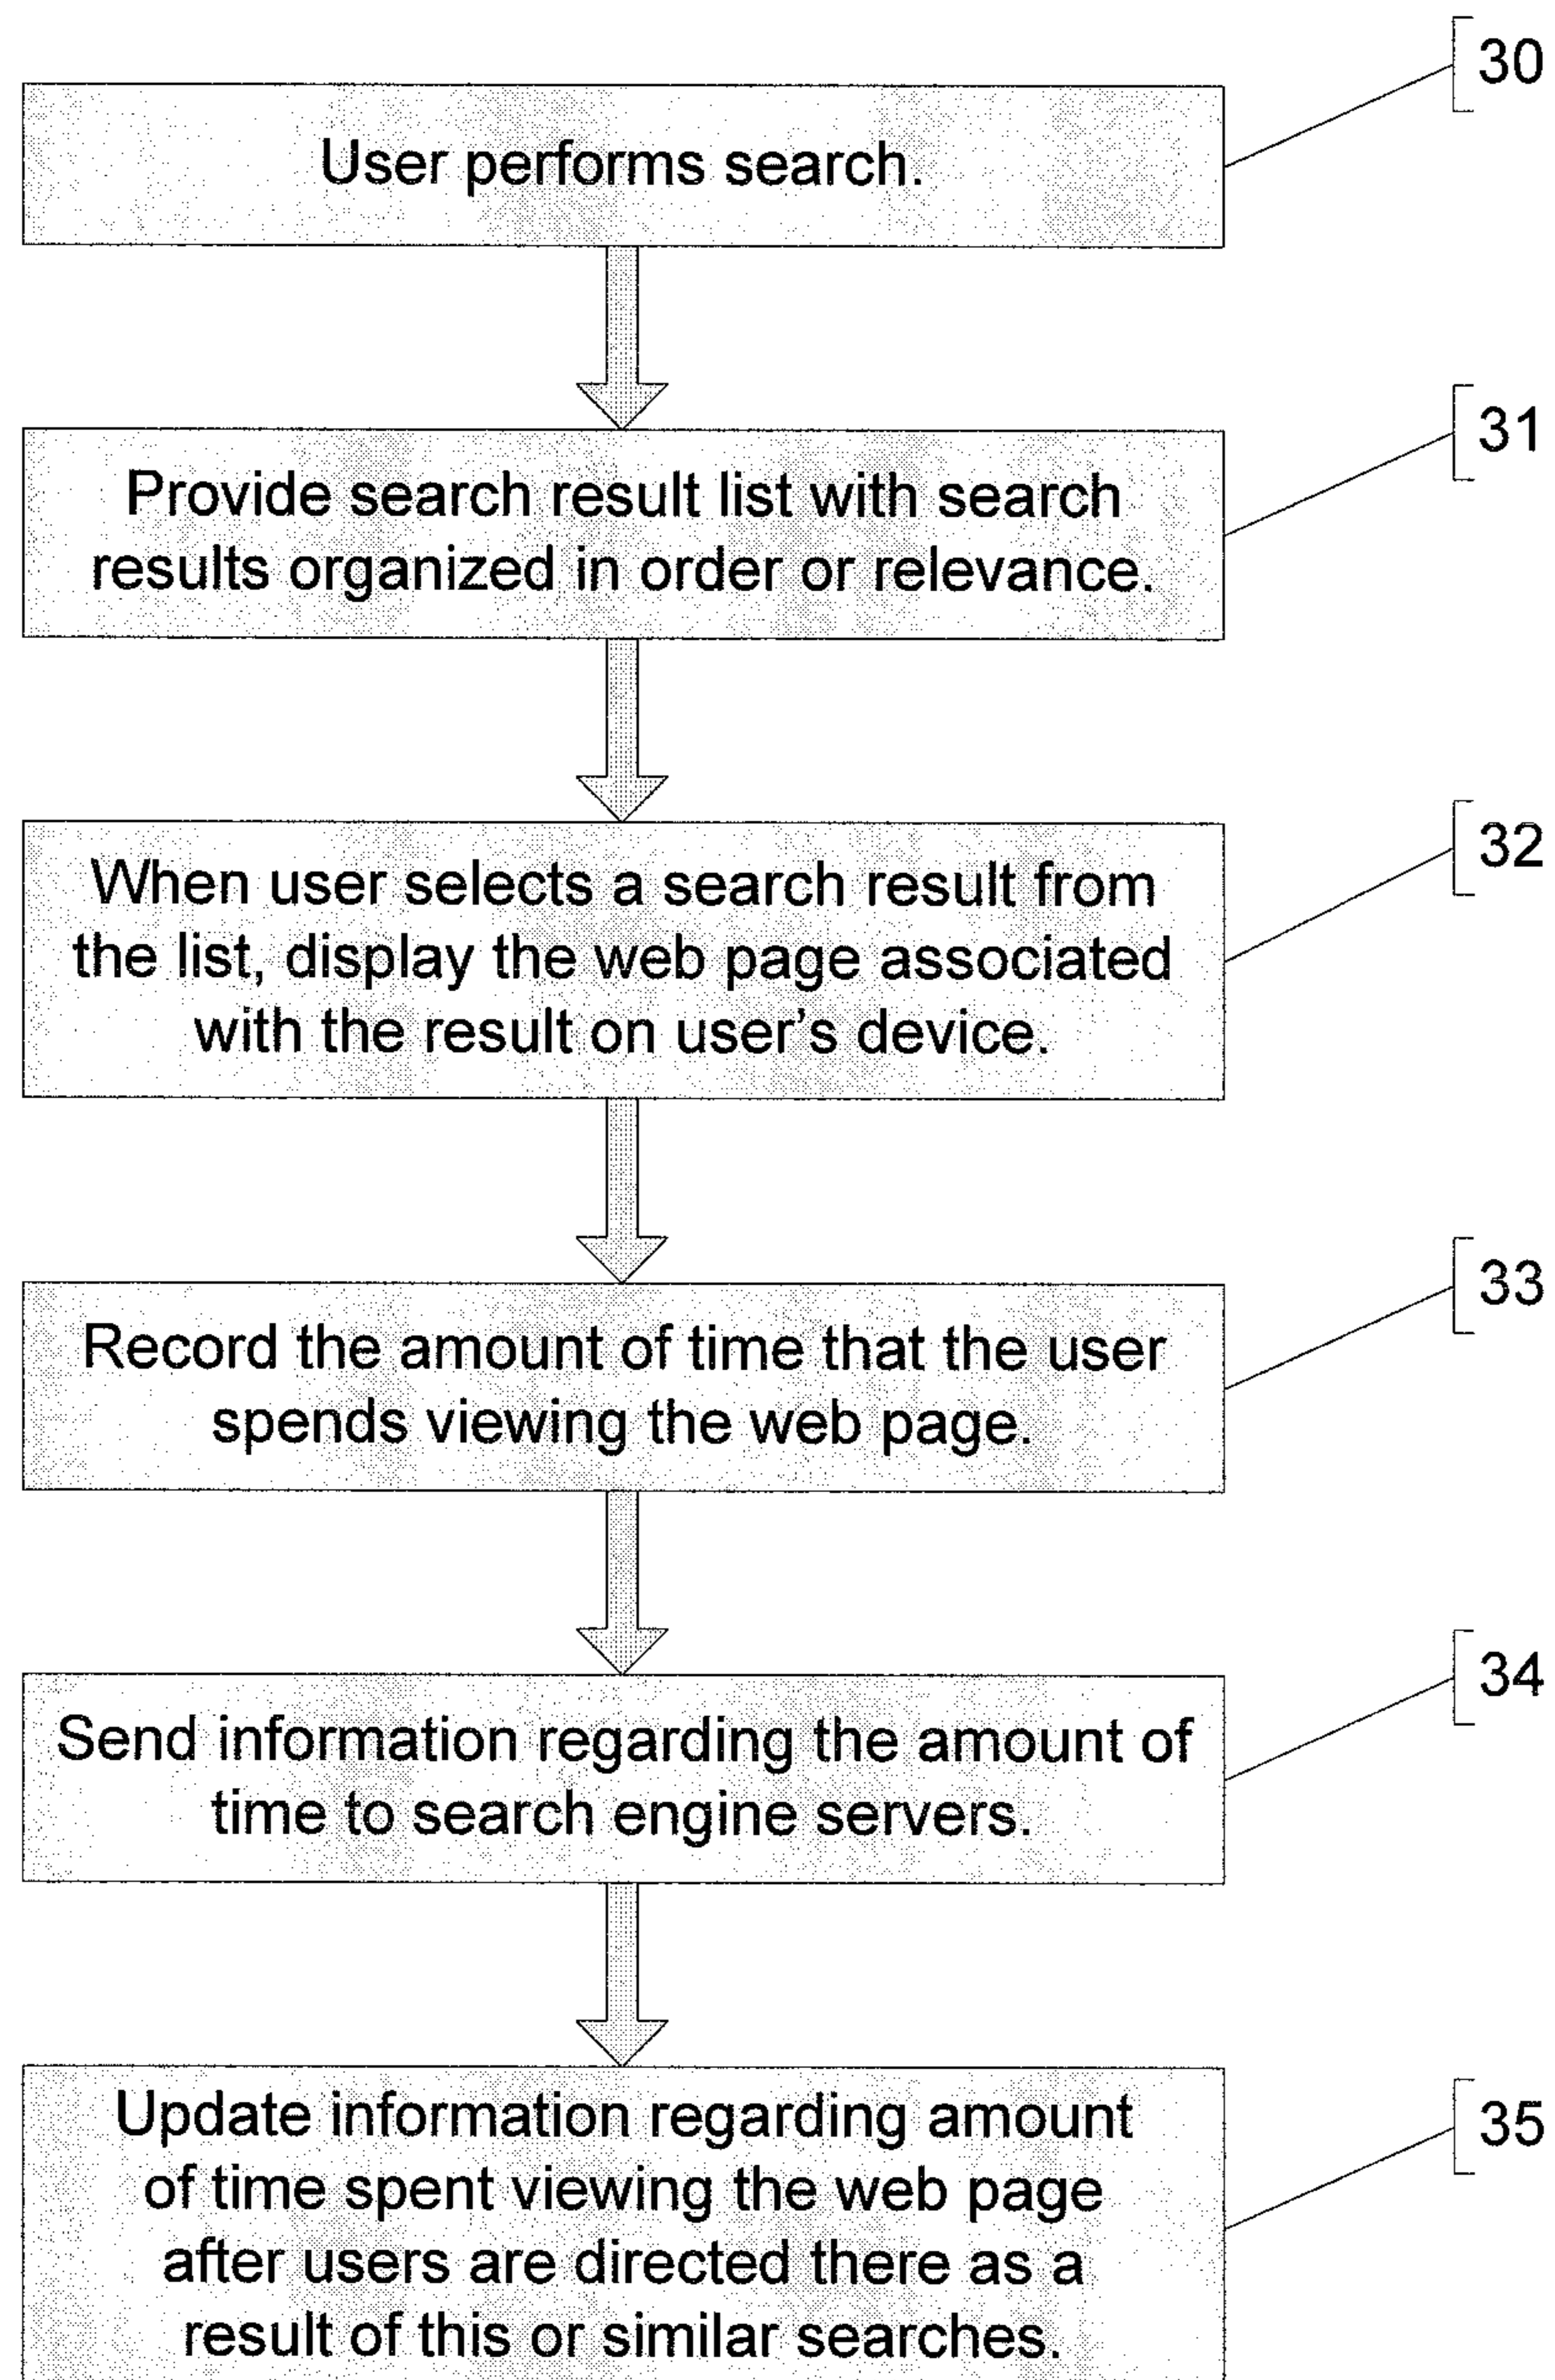 30
User performs search.
31
Provide search result list with search
results organized in order or relevance.
32
When user selects a search result from
the list, display the web page associated
with the result on user's device.
33
Record the amount of time that the user
spends viewing the web page.
34
Send information regarding the amount of
time to search engine servers.
35
Update information regarding amount
of time spent viewing the web page
after users are directed there as a
result of this or similar searches.